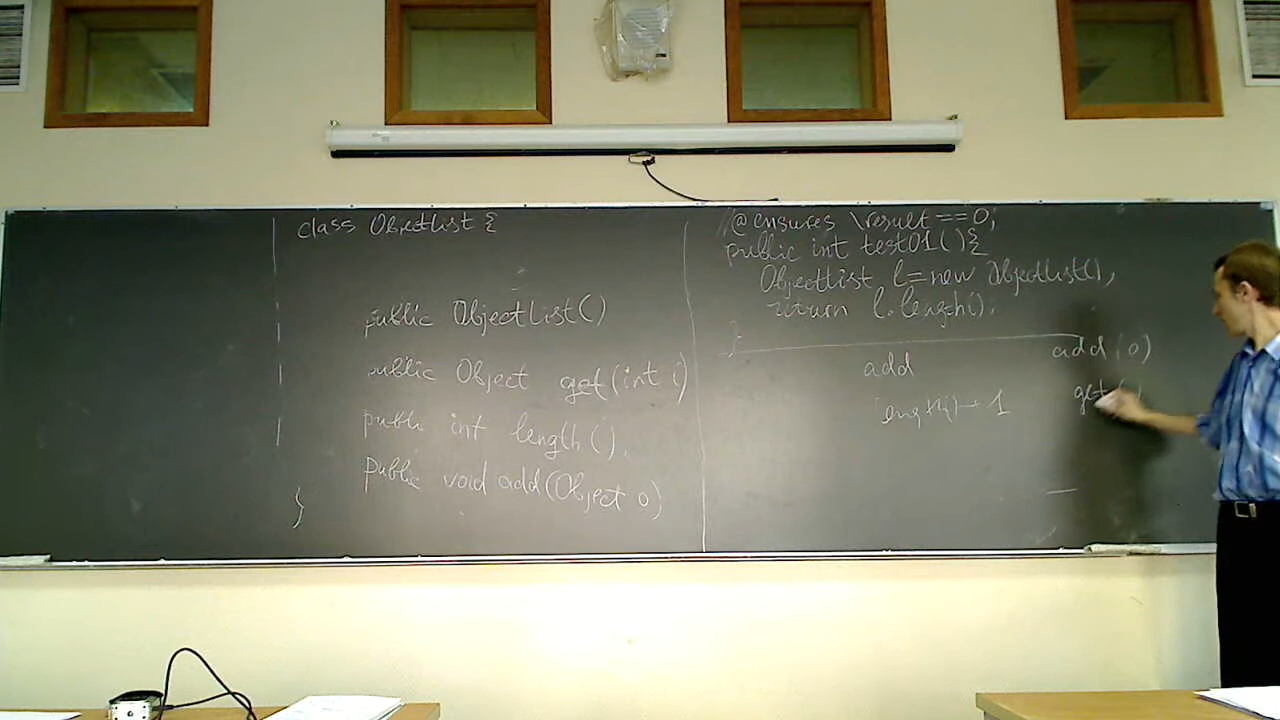 class ObjectList {
public ObjectList()
public Object get(int i)
public int length();
public void add(Object o)
}
//@ ensures \result == 0;
public int test01(){
ObjectList l = new ObjectList();
return l.length();
}
add
length() → 1
add(o)
get(